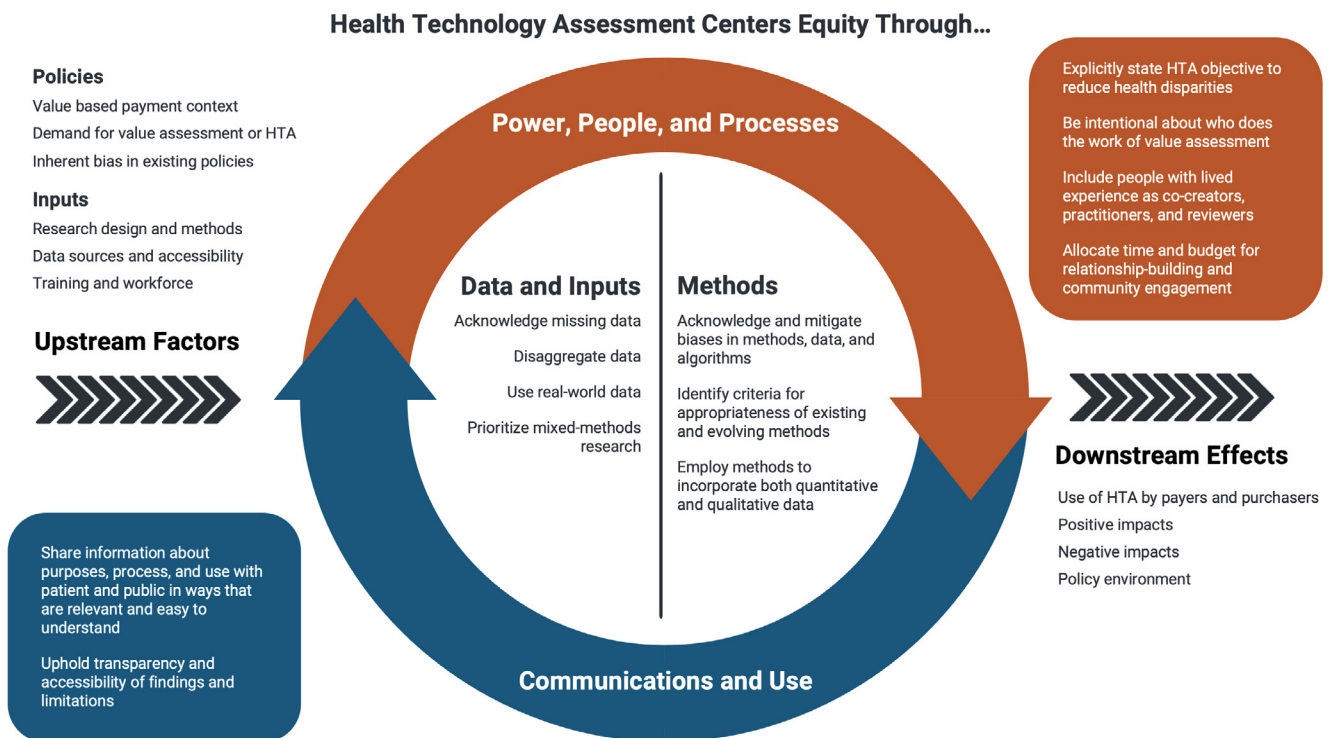 Health Technology Assessment Centers Equity Through...
Policies
Value based payment context
Demand for value assessment or HTA
Inherent bias in existing policies
Inputs
Research design and methods
Data sources and accessibility
Training and workforce
Upstream Factors
Power, People, and Processes
Explicitly state HTA objective to
reduce health disparities
Be intentional about who does
the work of value assessment
Include people with lived
experience as co-creators,
practitioners, and reviewers
Allocate time and budget for
relationship-building and
community engagement
Data and Inputs
Acknowledge missing data
Disaggregate data
Use real-world data
Prioritize mixed-methods
research
Methods
Acknowledge and mitigate
biases in methods, data, and
algorithms
Identify criteria for
appropriateness of existing
and evolving methods
Employ methods to
incorporate both quantitative
and qualitative data
Downstream Effects
Use of HTA by payers and purchasers
Positive impacts
Negative impacts
Policy environment
Share information about
purposes, process, and use with
patient and public in ways that
are relevant and easy to
understand
Uphold transparency and
accessibility of findings and
limitations
Communications and Use